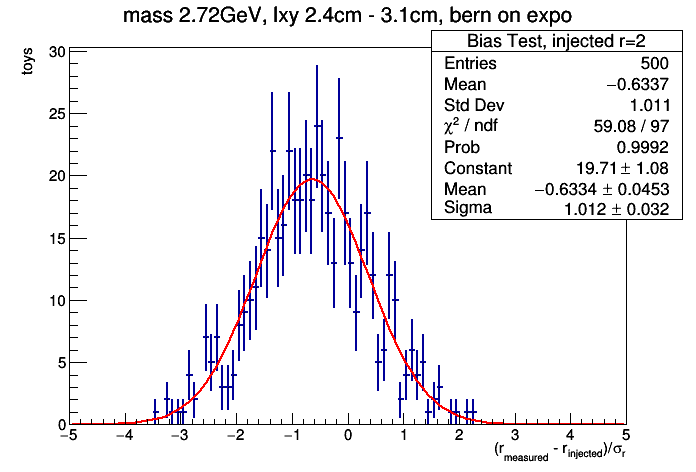 mass 2.72GeV, lxy 2.4cm - 3.1cm, bern on expo
Bias Test, injected r=2
Entries 500
Mean −0.6337
Std Dev 1.011
χ² / ndf 59.08 / 97
Prob 0.9992
Constant 19.71 ± 1.08
Mean −0.6334 ± 0.0453
Sigma 1.012 ± 0.032
toys
30
25
20
15
10
5
0
−5 −4 −3 −2 −1 0 1 2 3 4 5
(r_measured - r_injected)/σ_r